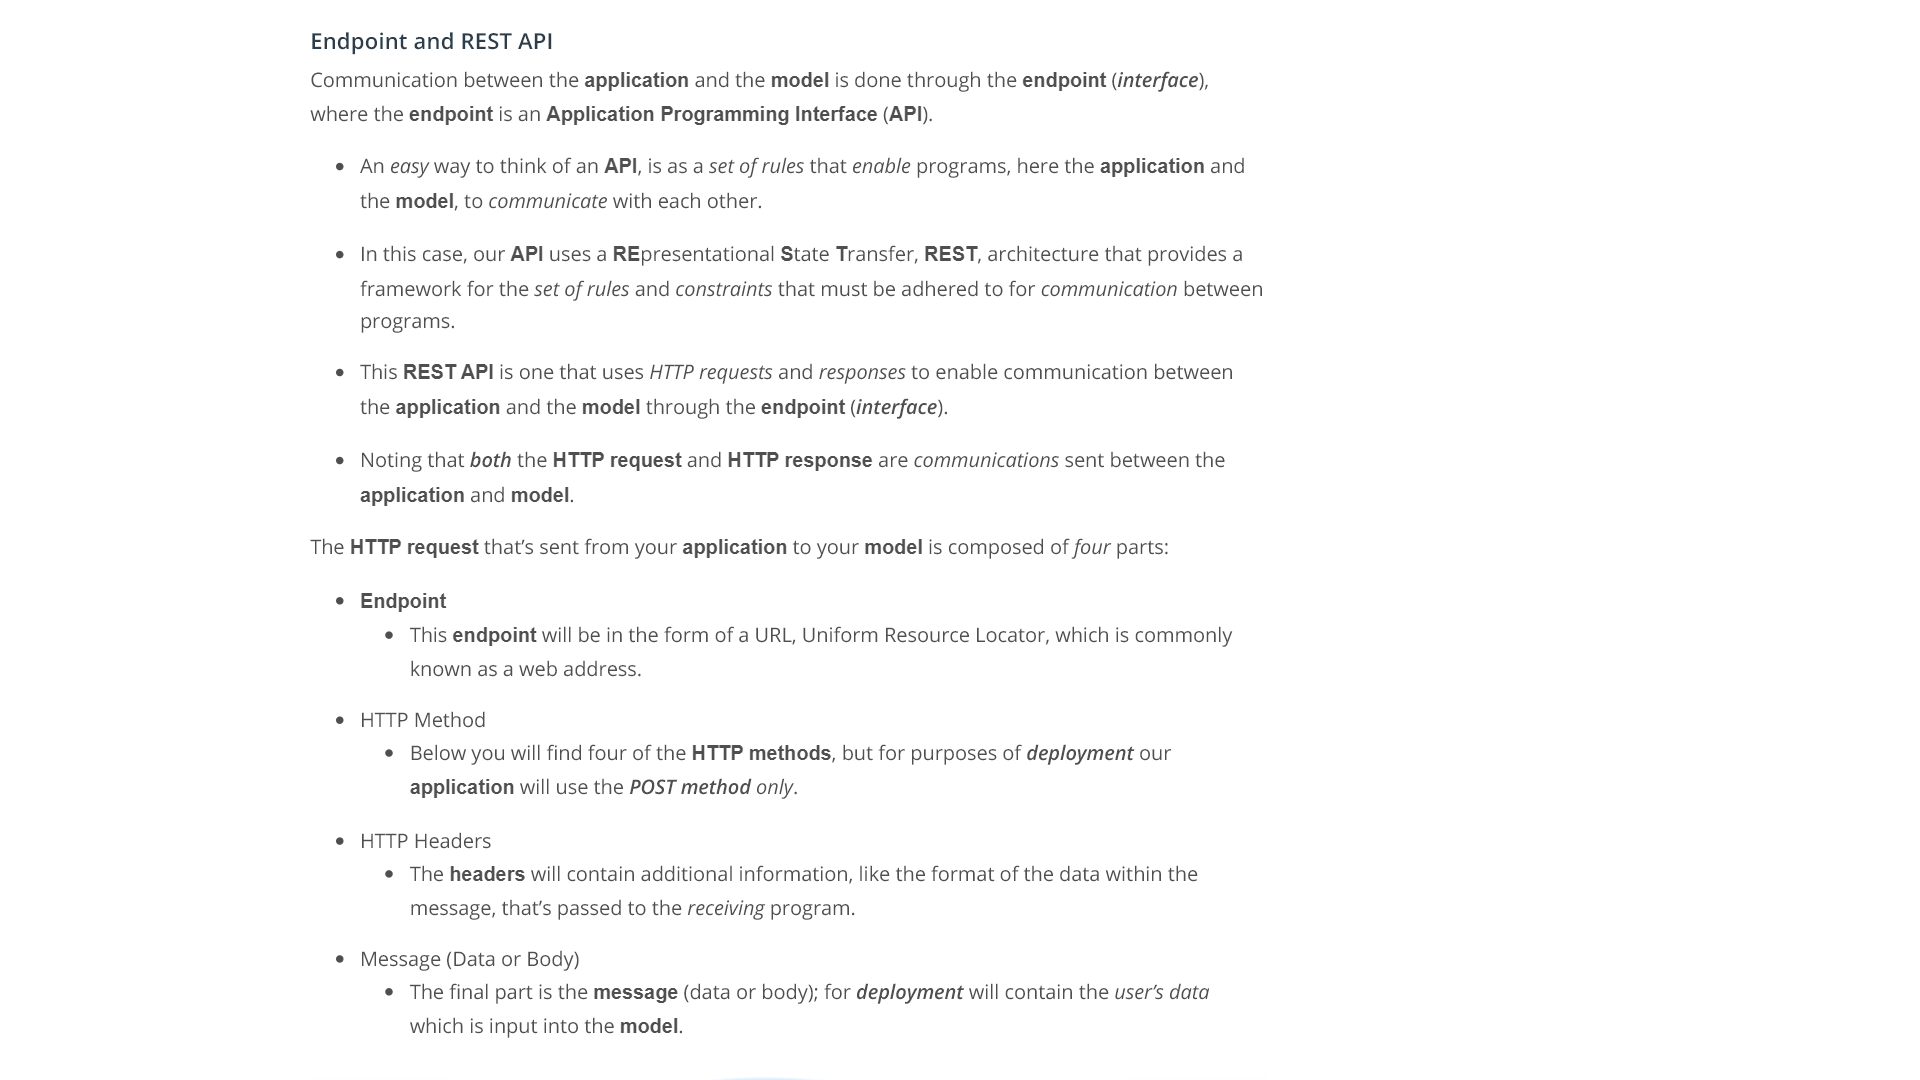 Endpoint and REST API
Communication between the application and the model is done through the endpoint (interface),
where the endpoint is an Application Programming Interface (API).
An easy way to think of an API, is as a set of rules that enable programs, here the application and
the model, to communicate with each other.
In this case, our API uses a REpresentational State Transfer, REST, architecture that provides a
framework for the set of rules and constraints that must be adhered to for communication between
programs.
This REST API is one that uses HTTP requests and responses to enable communication between
the application and the model through the endpoint (interface).
Noting that both the HTTP request and HTTP response are communications sent between the
application and model.
The HTTP request that’s sent from your application to your model is composed of four parts:
Endpoint
This endpoint will be in the form of a URL, Uniform Resource Locator, which is commonly
known as a web address.
HTTP Method
Below you will find four of the HTTP methods, but for purposes of deployment our
application will use the POST method only.
HTTP Headers
The headers will contain additional information, like the format of the data within the
message, that’s passed to the receiving program.
Message (Data or Body)
The final part is the message (data or body); for deployment will contain the user’s data
which is input into the model.